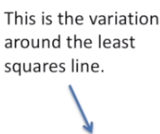 This is the variation
around the least
squares line.